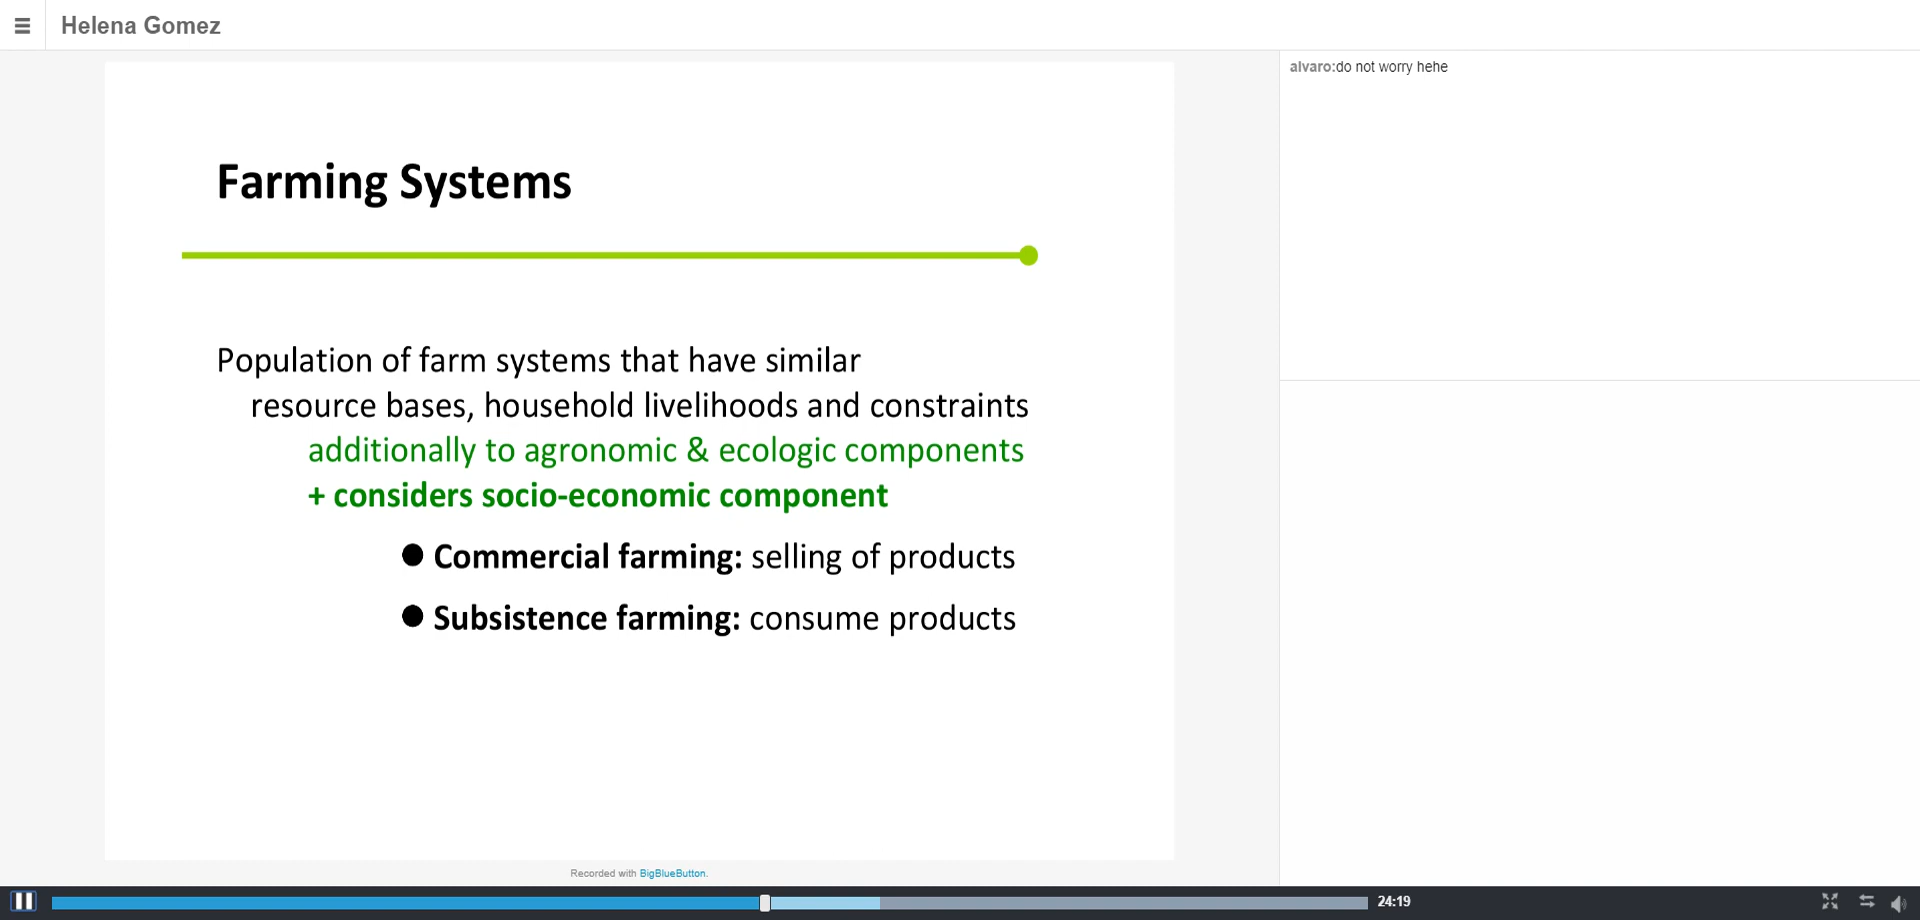 Helena Gomez
alvaro:do not worry hehe
Farming Systems
Population of farm systems that have similar
resource bases, household livelihoods and constraints
additionally to agronomic & ecologic components
+ considers socio-economic component
● Commercial farming: selling of products
● Subsistence farming: consume products
Recorded with BigBlueButton.
24:19